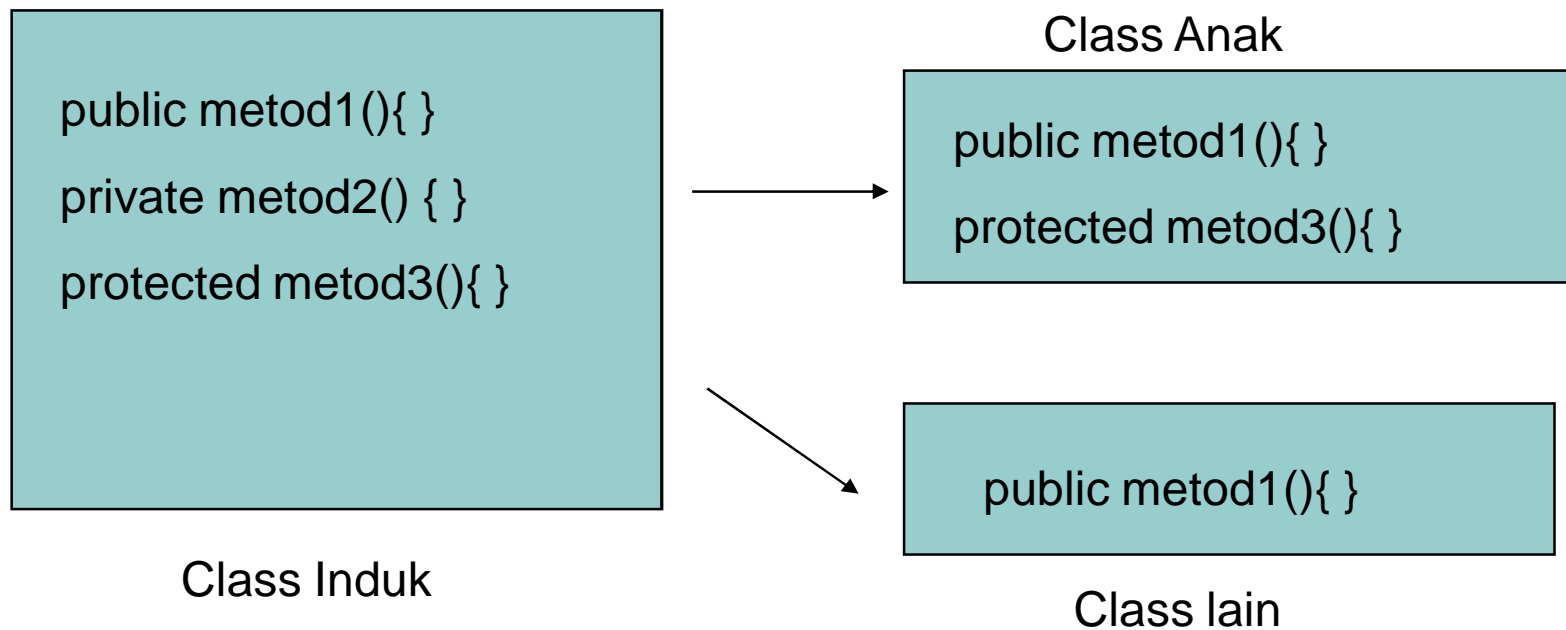 public metod1(){ }
private metod2() { }
protected metod3(){ }
Class Induk
Class Anak
public metod1(){ }
protected metod3(){ }
public metod1(){ }
Class lain